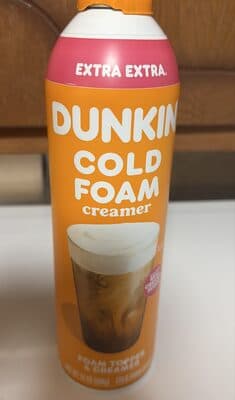 EXTRA EXTRA.
DUNKIN
COLD
FOAM
creamer
FOAM TOPPER
& CREAMER